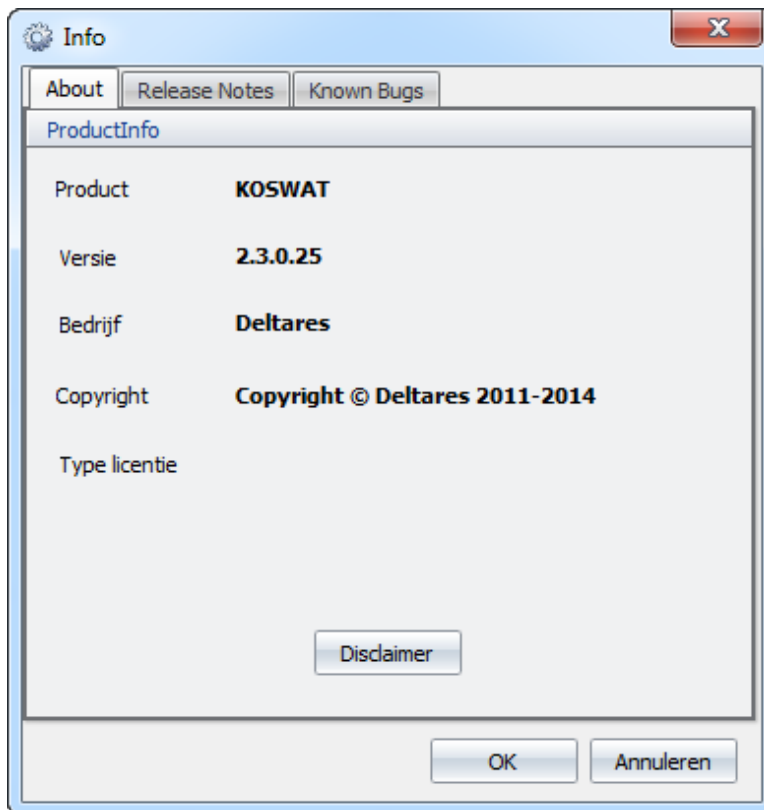 Info
About Release Notes Known Bugs
ProductInfo
Product KOSWAT
Versie 2.3.0.25
Bedrijf Deltares
Copyright Copyright © Deltares 2011-2014
Type licentie
Disclaimer
OK Annuleren